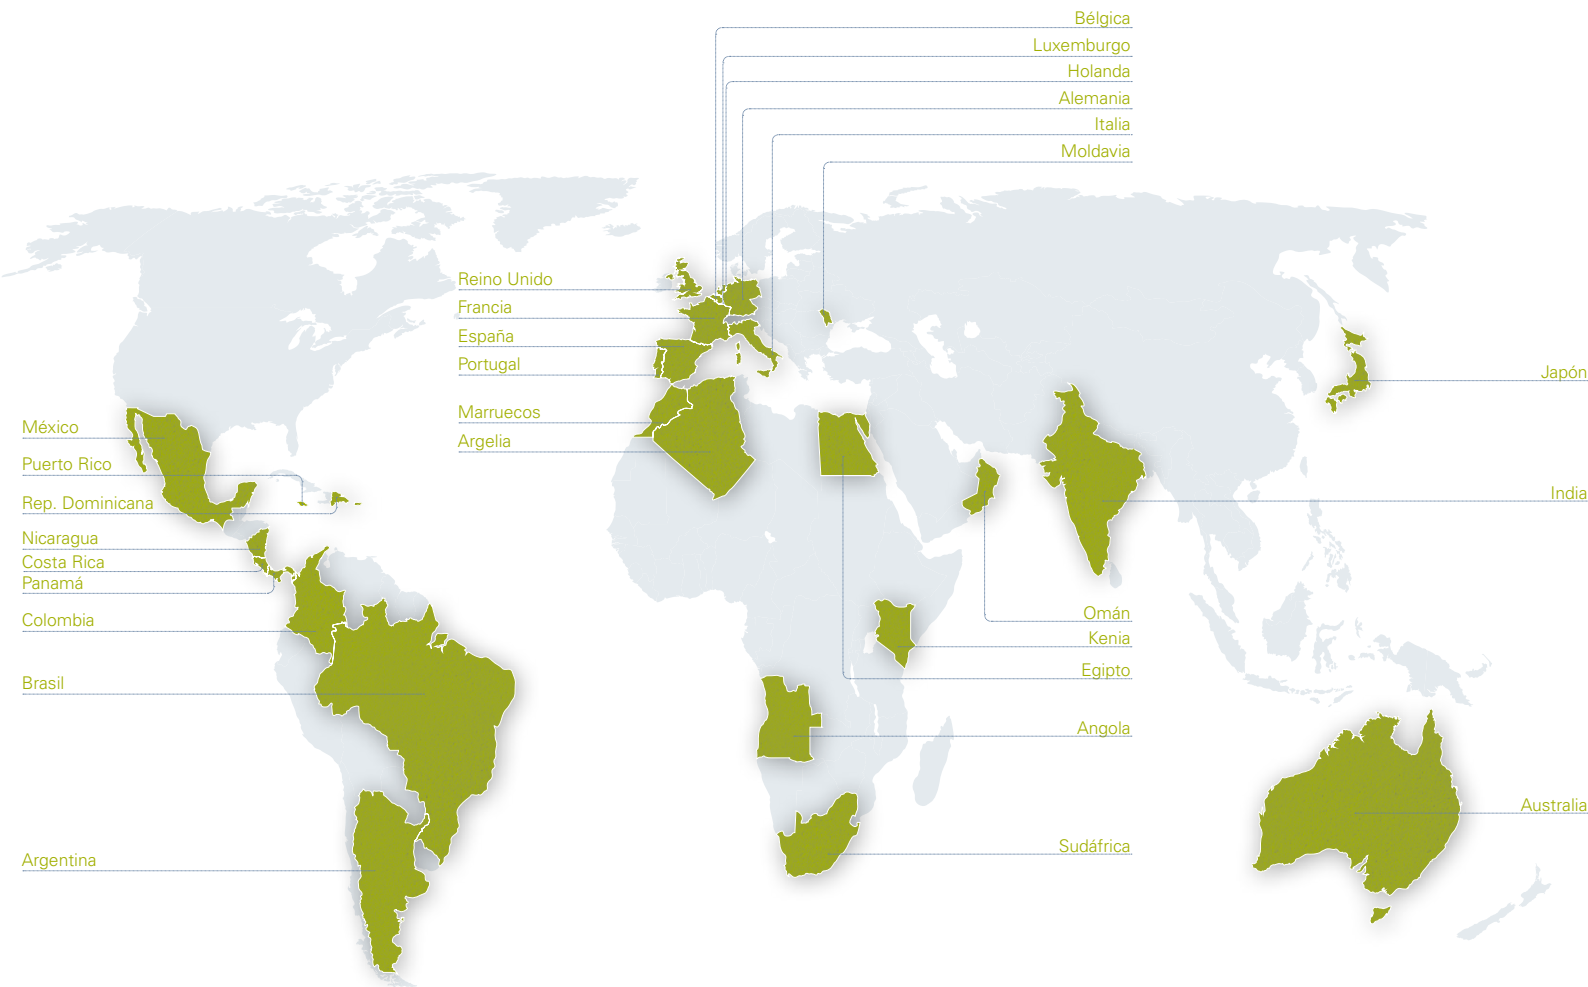 Bélgica
Luxemburgo
Holanda
Alemania
Italia
Moldavia
Reino Unido
Francia
España
Portugal
Marruecos
Argelia
México
Puerto Rico
Rep. Dominicana
Nicaragua
Costa Rica
Panamá
Colombia
Brasil
Argentina
Japón
India
Omán
Kenia
Egipto
Angola
Sudáfrica
Australia